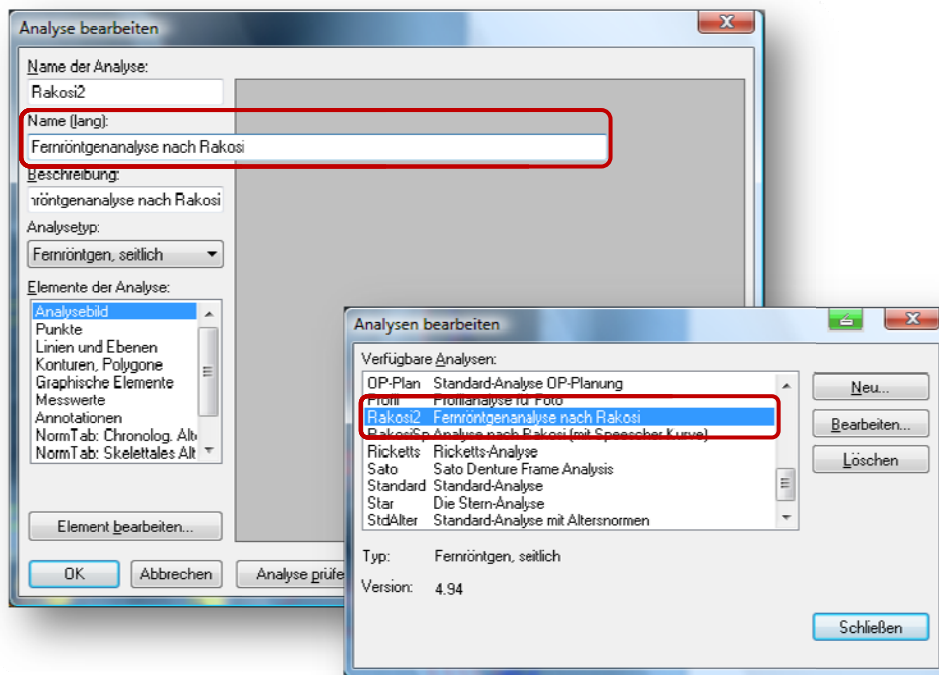 Analyse bearbeiten
Name der Analyse:
Rakosi2
Name (lang):
Fernröntgenanalyse nach Rakosi
Beschreibung:
röntgenanalyse nach Rakosi
Analysetyp:
Fernröntgen, seitlich
Elemente der Analyse:
Analysebild
Punkte
Linien und Ebenen
Konturen, Polygone
Graphische Elemente
Messwerte
Annotationen
NormTab: Chronolog. Alt
NormTab: Skelettales Alt
Element bearbeiten...
OK
Abbrechen
Analyse prüfe
Analysen bearbeiten
Verfügbare Analysen:
OP-Plan Standard-Analyse OP-Planung
Profil Profilanalyse für Foto
Rakosi2 Fernröntgenanalyse nach Rakosi
RakosiSp Analyse nach Rakosi (mit Speescher Kurve)
Ricketts Ricketts-Analyse
Sato Sato Denture Frame Analysis
Standard Standard-Analyse
Star Die Stern-Analyse
StdAlter Standard-Analyse mit Altersnormen
Neu...
Bearbeiten...
Löschen
Typ: Fernröntgen, seitlich
Version: 4.94
Schließen